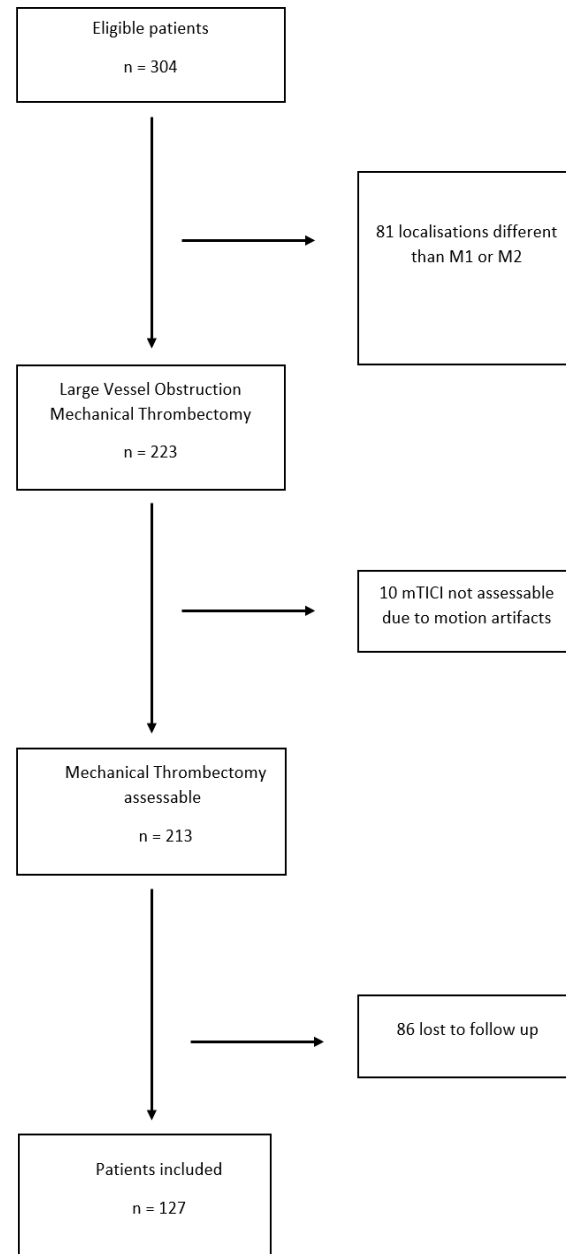 Eligible patients
n = 304
81 localisations different
than M1 or M2
Large Vessel Obstruction
Mechanical Thrombectomy
n = 223
10 mTICI not assessable
due to motion artifacts
Mechanical Thrombectomy
assessable
n = 213
86 lost to follow up
Patients included
n = 127